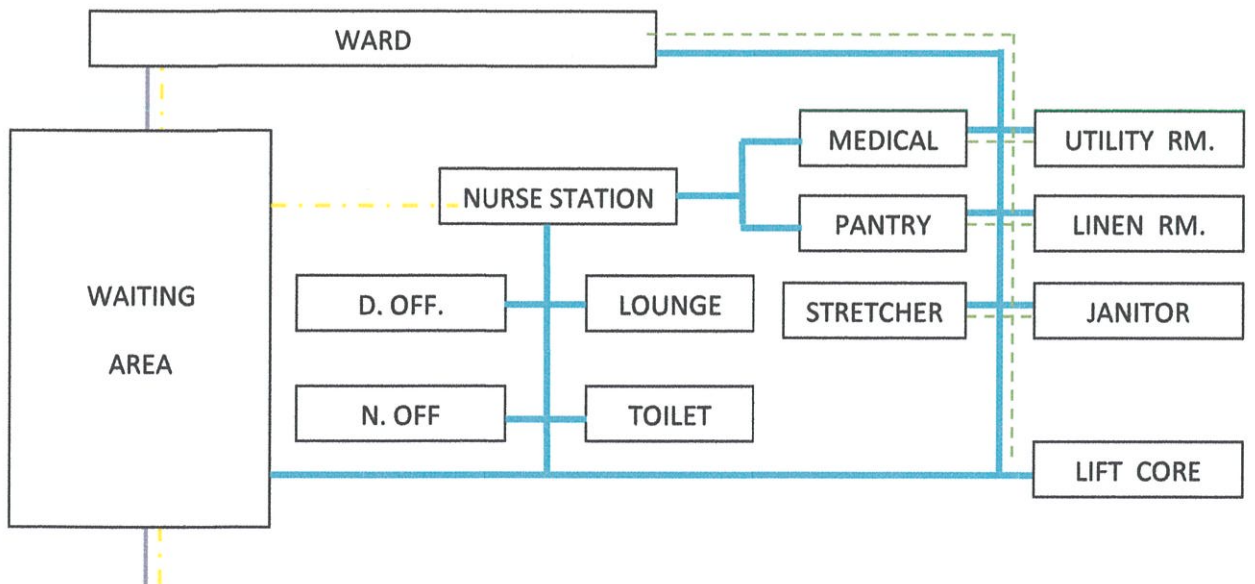 WARD
MEDICAL
UTILITY RM.
NURSE STATION
PANTRY
LINEN RM.
WAITING
AREA
D. OFF.
LOUNGE
STRETCHER
JANITOR
N. OFF
TOILET
LIFT CORE